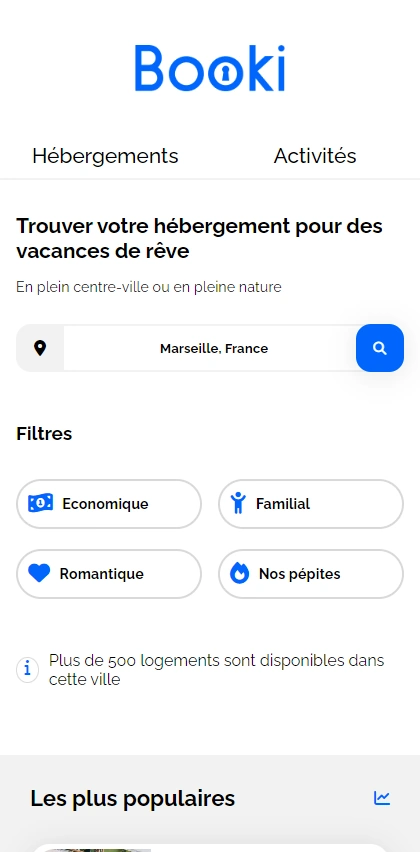 Booki
Hébergements
Activités
Trouver votre hébergement pour des
vacances de rêve
En plein centre-ville ou en pleine nature
Marseille, France
Filtres
Economique
Familial
Romantique
Nos pépites
Plus de 500 logements sont disponibles dans
cette ville
Les plus populaires